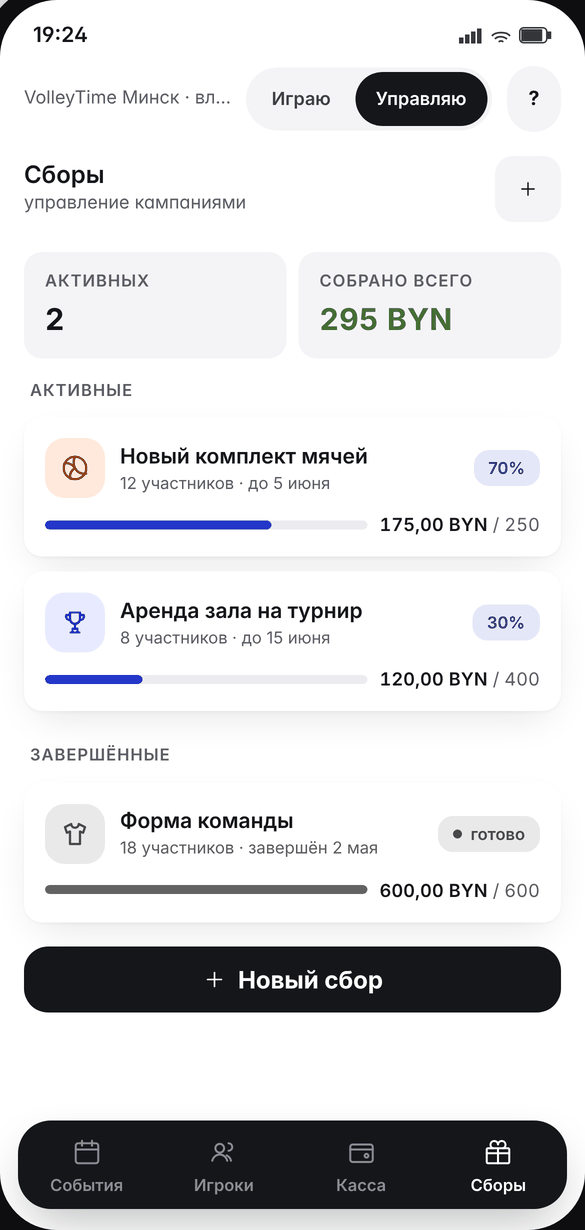 19:24
VolleyTime Минск · вл...
Играю
Управляю
?
Сборы
управление кампаниями
+
АКТИВНЫХ
2
СОБРАНО ВСЕГО
295 BYN
АКТИВНЫЕ
Новый комплект мячей
12 участников · до 5 июня
70%
175,00 BYN / 250
Аренда зала на турнир
8 участников · до 15 июня
30%
120,00 BYN / 400
ЗАВЕРШЁННЫЕ
Форма команды
18 участников · завершён 2 мая
готово
600,00 BYN / 600
+ Новый сбор
События
Игроки
Касса
Сборы